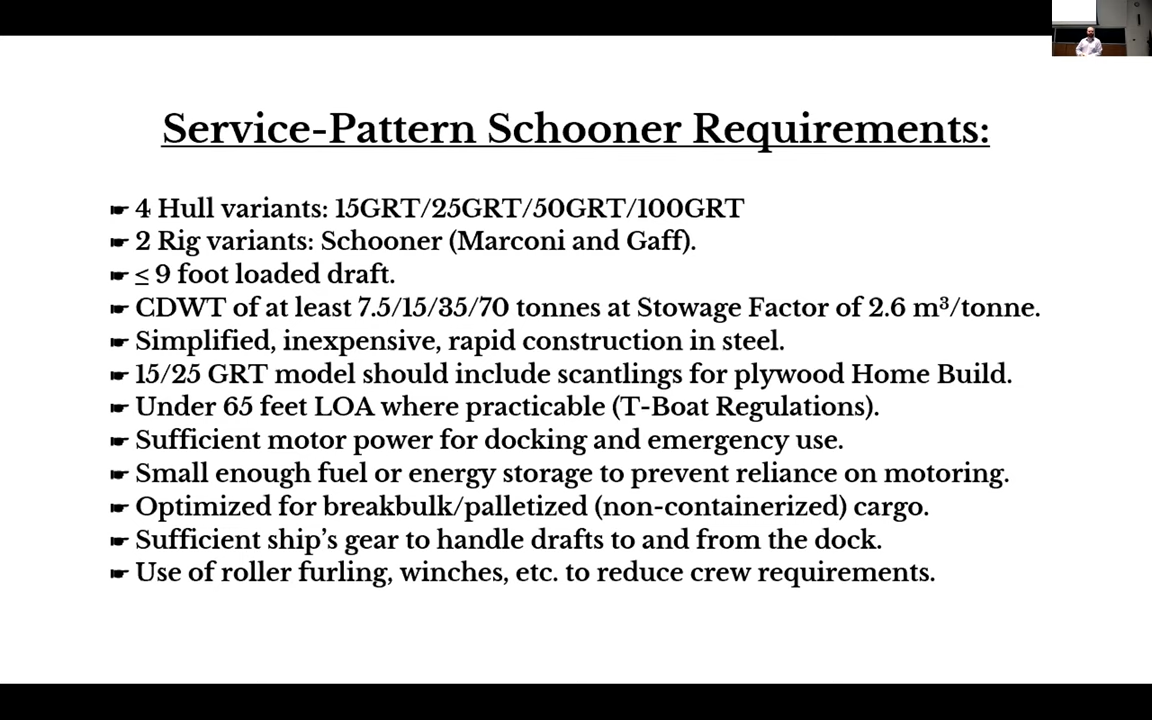 Service-Pattern Schooner Requirements:
☛ 4 Hull variants: 15GRT/25GRT/50GRT/100GRT
☛ 2 Rig variants: Schooner (Marconi and Gaff).
☛ ≤ 9 foot loaded draft.
☛ CDWT of at least 7.5/15/35/70 tonnes at Stowage Factor of 2.6 m³/tonne.
☛ Simplified, inexpensive, rapid construction in steel.
☛ 15/25 GRT model should include scantlings for plywood Home Build.
☛ Under 65 feet LOA where practicable (T-Boat Regulations).
☛ Sufficient motor power for docking and emergency use.
☛ Small enough fuel or energy storage to prevent reliance on motoring.
☛ Optimized for breakbulk/palletized (non-containerized) cargo.
☛ Sufficient ship’s gear to handle drafts to and from the dock.
☛ Use of roller furling, winches, etc. to reduce crew requirements.